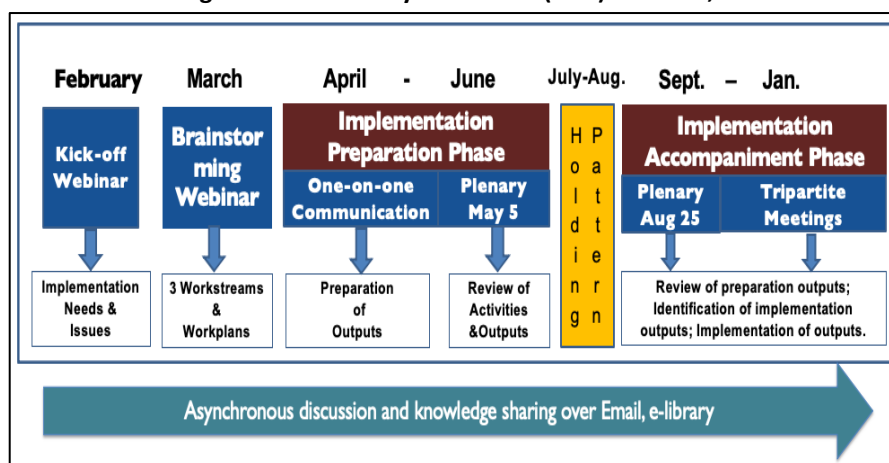 February
March
April - June
July-Aug.
Sept. – Jan.
Kick-off
Webinar
Brainstor
ming
Webinar
Implementation
Preparation Phase
One-on-one
Communication
Plenary
May 5
Holding
Pattern
Implementation
Accompaniment Phase
Plenary
Aug 25
Tripartite
Meetings
Implementation
Needs &
Issues
3 Workstreams
&
Workplans
Preparation
of
Outputs
Review of
Activities
&Outputs
Review of preparation outputs;
Identification of implementation
outputs; Implementation of outputs.
Asynchronous discussion and knowledge sharing over Email, e-library